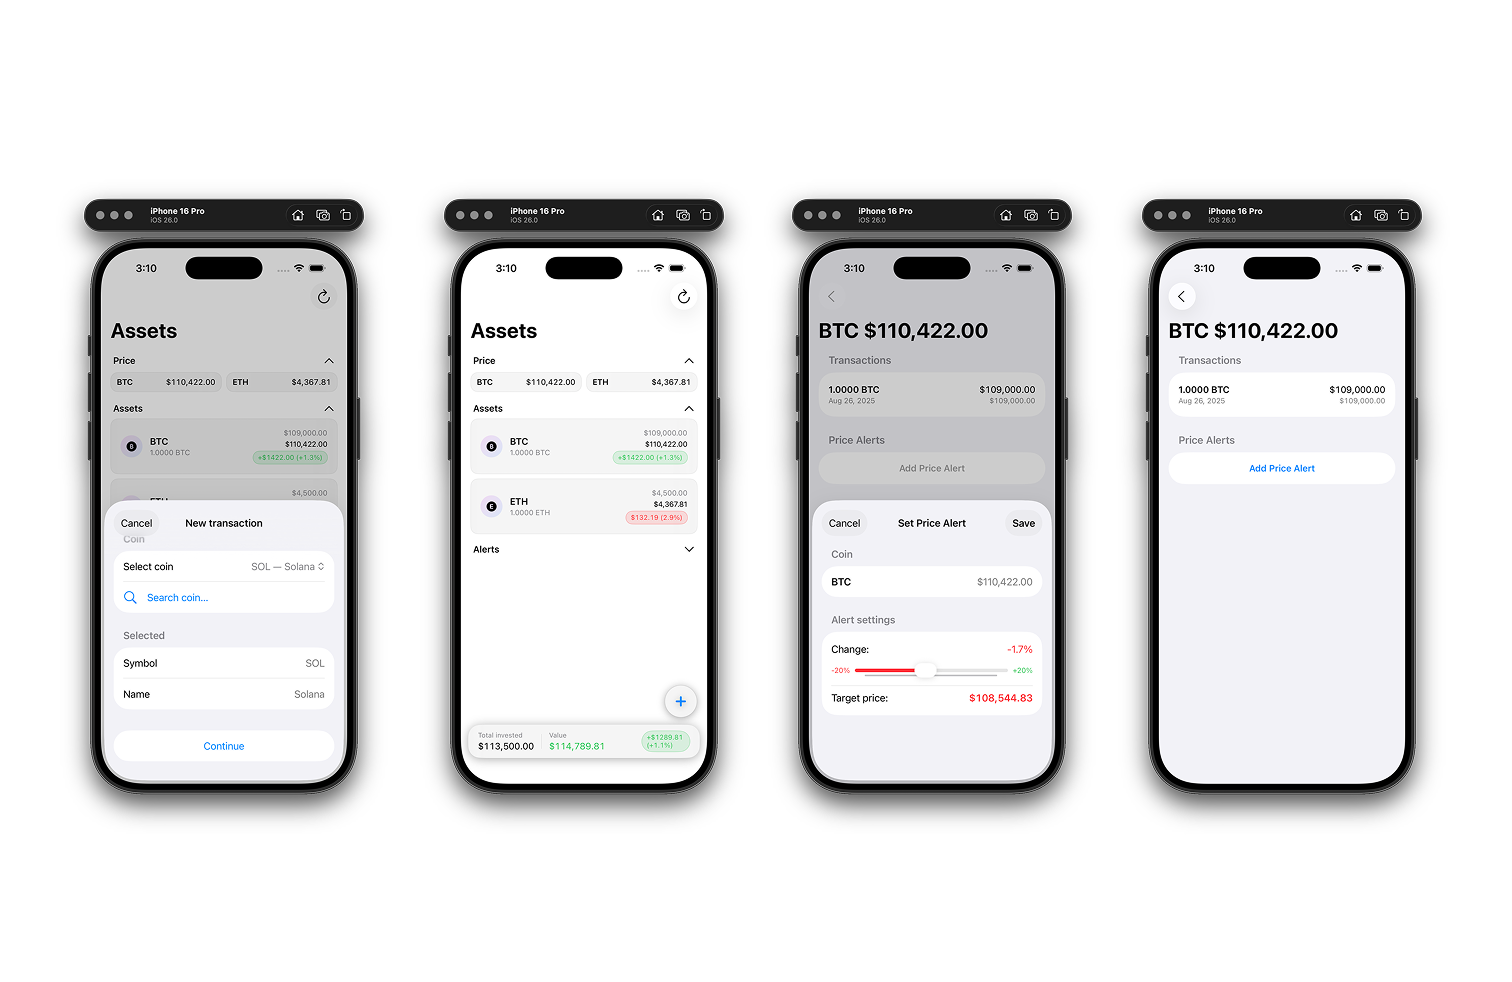 iPhone 16 Pro
iOS 26.0
3:10
Assets
Price
BTC $110,422.00 ETH $4,367.81
Assets
$109,000.00
BTC $110,422.00
1.0000 BTC +$1422.00 (+1.3%)
$4,500.00
ETH
Cancel New transaction
Coin
Select coin SOL — Solana
Search coin...
Selected
Symbol SOL
Name Solana
Continue
iPhone 16 Pro
iOS 26.0
3:10
Assets
Price
BTC $110,422.00 ETH $4,367.81
Assets
$109,000.00
BTC $110,422.00
1.0000 BTC +$1422.00 (+1.3%)
$4,500.00
ETH $4,367.81
1.0000 ETH $132.19 (2.9%)
Alerts
+
Total invested Value +$1289.81
$113,500.00 $114,789.81 (+1.1%)
iPhone 16 Pro
iOS 26.0
3:10
BTC $110,422.00
Transactions
1.0000 BTC $109,000.00
Aug 26, 2025 $109,000.00
Price Alerts
Add Price Alert
Cancel Set Price Alert Save
Coin
BTC $110,422.00
Alert settings
Change: -1.7%
-20% +20%
Target price: $108,544.83
iPhone 16 Pro
iOS 26.0
3:10
BTC $110,422.00
Transactions
1.0000 BTC $109,000.00
Aug 26, 2025 $109,000.00
Price Alerts
Add Price Alert